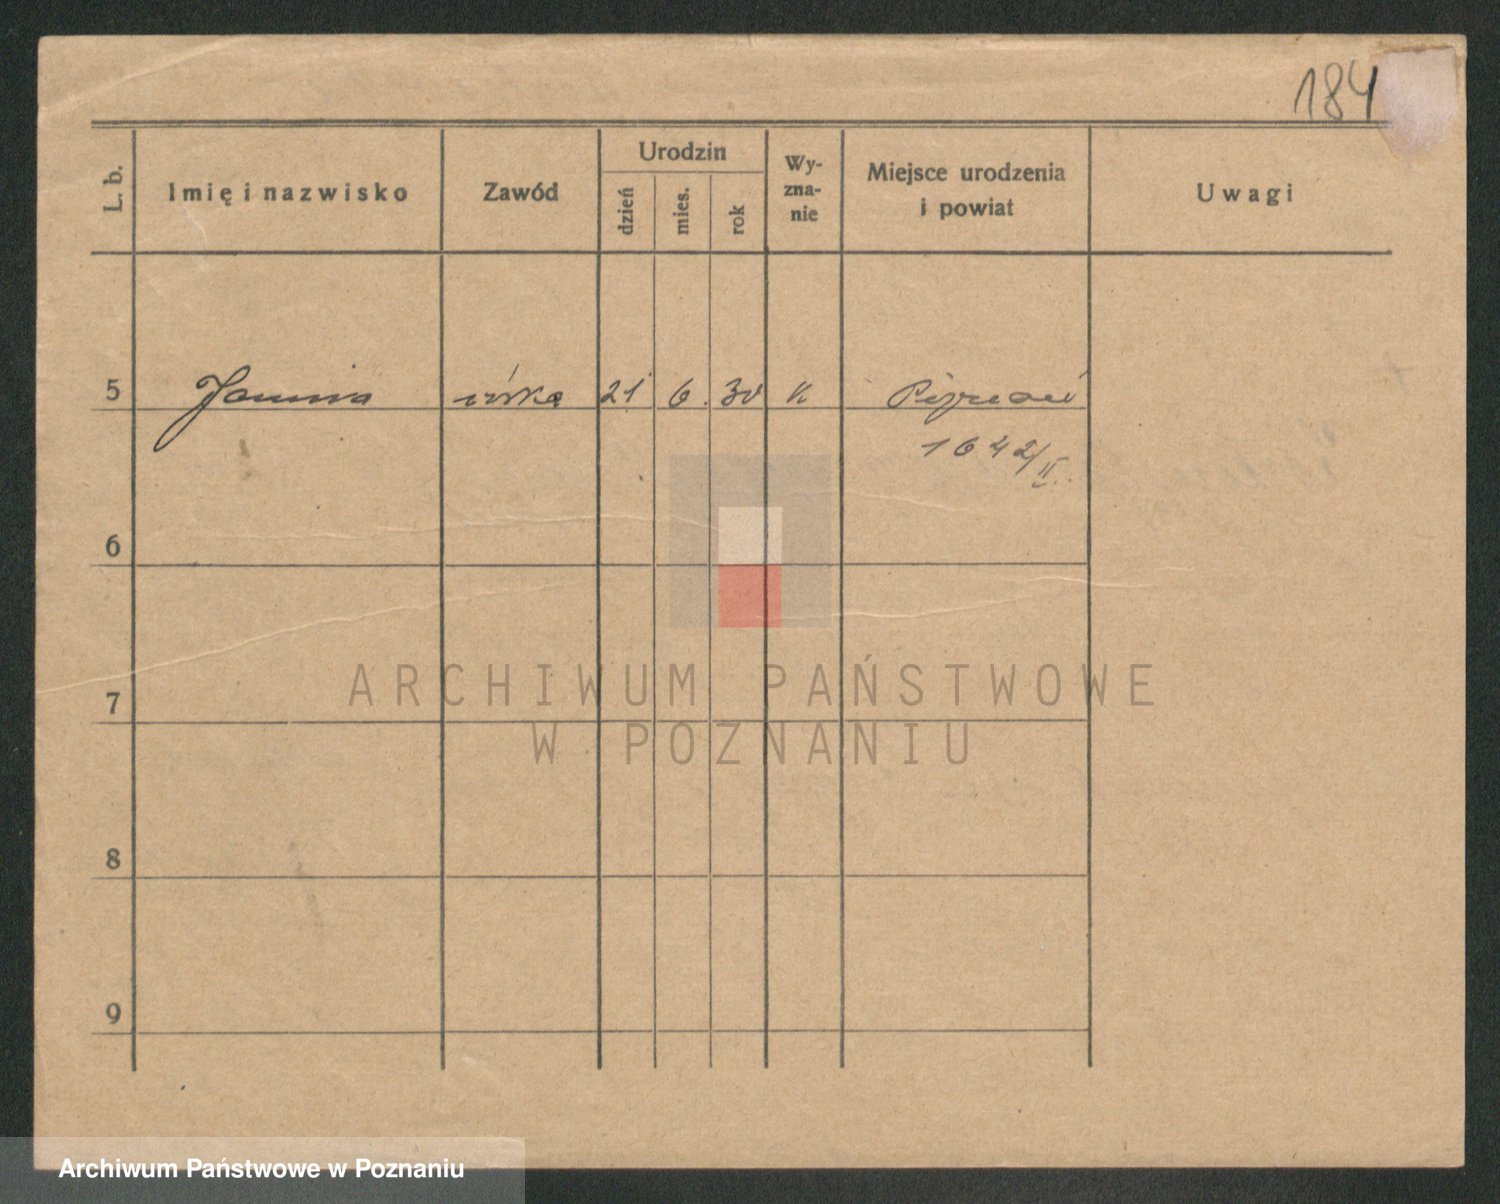 184
L. b.
Imię i nazwisko
Zawód
Urodzin
dzień
mies.
rok
Wy-
zna-
nie
Miejsce urodzenia
i powiat
Uwagi
5 Janina córka 21 6. 30 k Poznań
1642/II.
6
7
8
9
ARCHIWUM PAŃSTWOWE
W POZNANIU
Archiwum Państwowe w Poznaniu